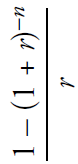 1 − (1 + r)⁻ⁿ
r